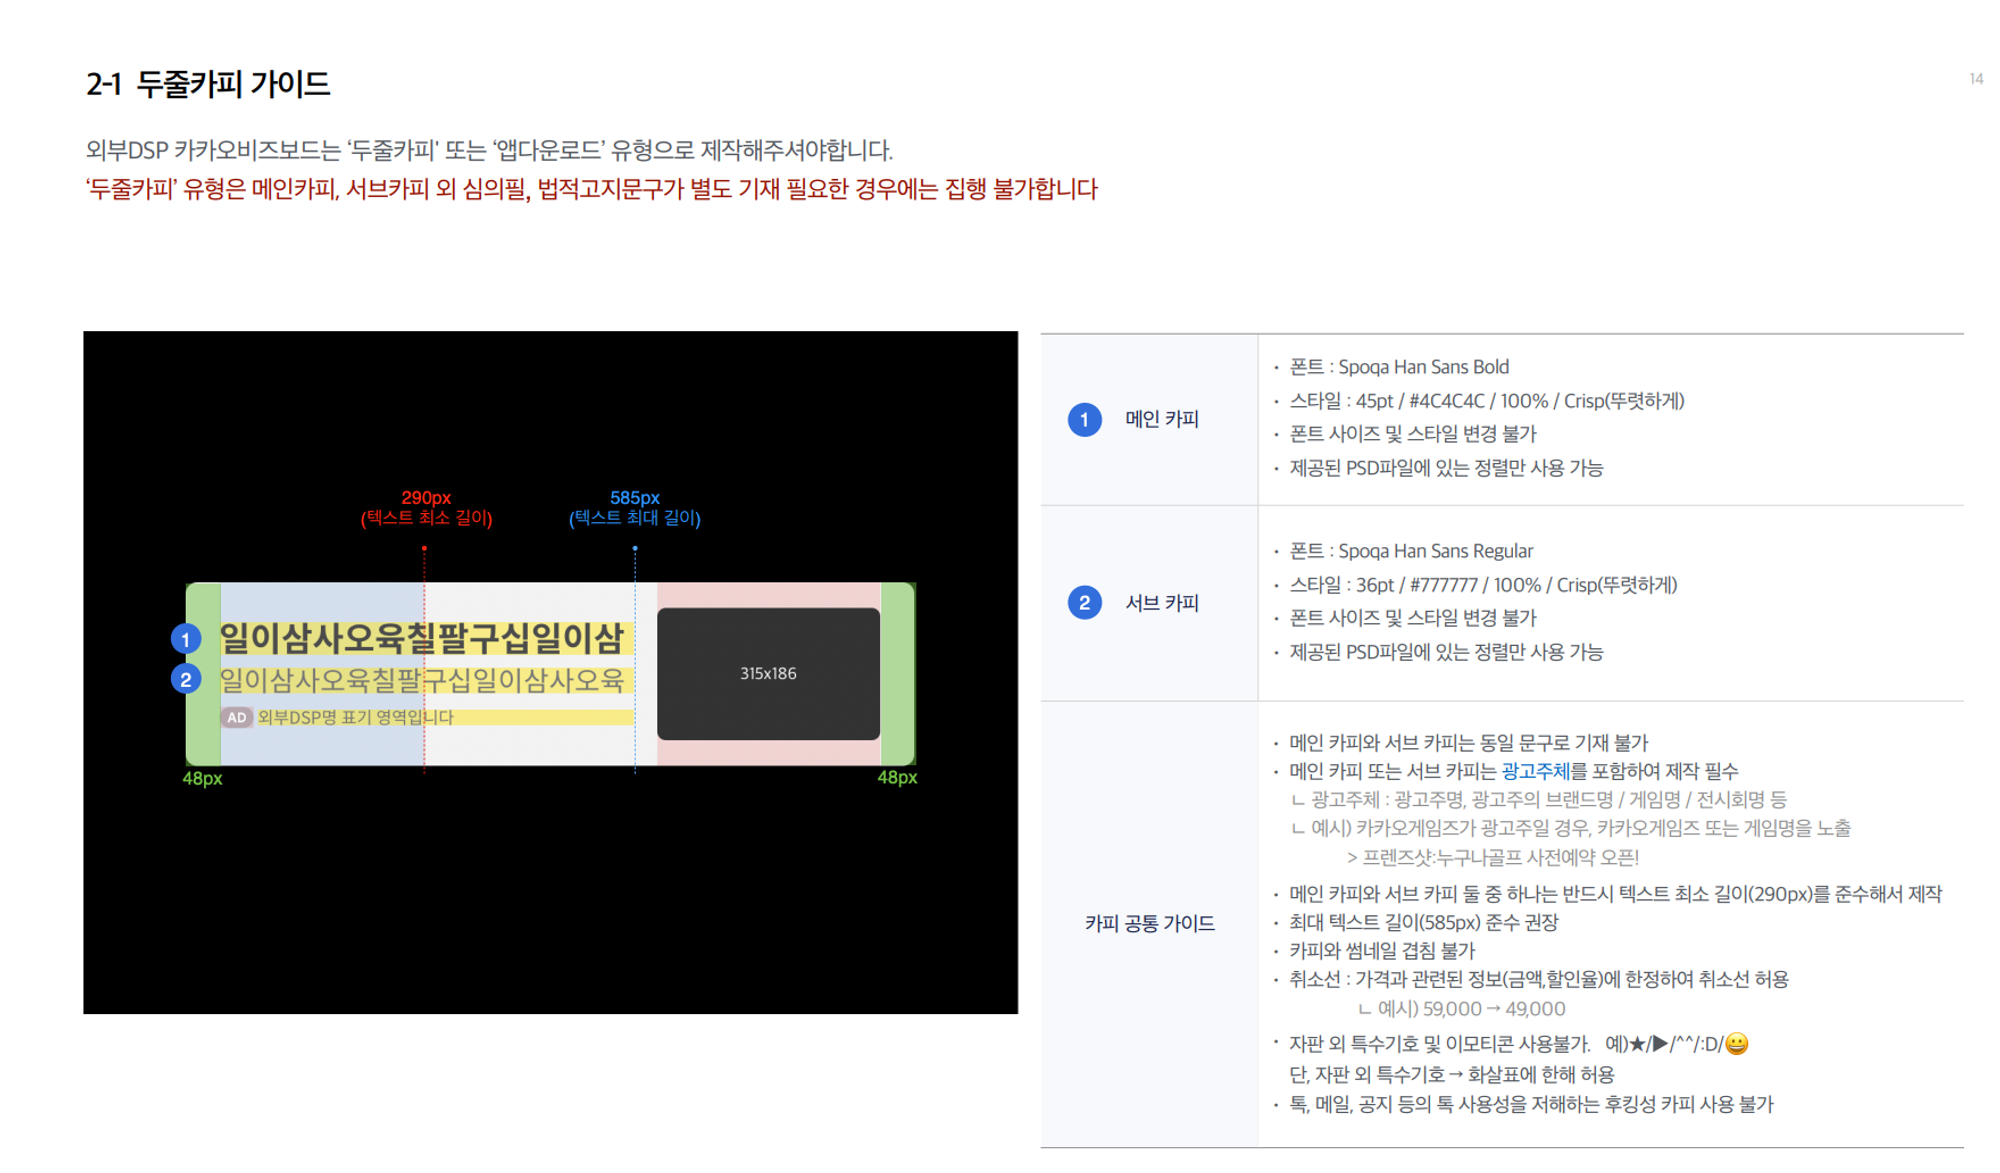 2-1 두줄카피 가이드
14
외부DSP 카카오비즈보드는 ‘두줄카피' 또는 ‘앱다운로드’ 유형으로 제작해주셔야합니다.
‘두줄카피’ 유형은 메인카피, 서브카피 외 심의필, 법적고지문구가 별도 기재 필요한 경우에는 집행 불가합니다
290px
(텍스트 최소 길이)
585px
(텍스트 최대 길이)
1
일이삼사오육칠팔구십일이삼
2
일이삼사오육칠팔구십일이삼사오육
AD 외부DSP명 표기 영역입니다
315x186
48px
48px
1 메인 카피
· 폰트 : Spoqa Han Sans Bold
· 스타일 : 45pt / #4C4C4C / 100% / Crisp(뚜렷하게)
· 폰트 사이즈 및 스타일 변경 불가
· 제공된 PSD파일에 있는 정렬만 사용 가능
2 서브 카피
· 폰트 : Spoqa Han Sans Regular
· 스타일 : 36pt / #777777 / 100% / Crisp(뚜렷하게)
· 폰트 사이즈 및 스타일 변경 불가
· 제공된 PSD파일에 있는 정렬만 사용 가능
카피 공통 가이드
· 메인 카피와 서브 카피는 동일 문구로 기재 불가
· 메인 카피 또는 서브 카피는 광고주체를 포함하여 제작 필수
ㄴ 광고주체 : 광고주명, 광고주의 브랜드명 / 게임명 / 전시회명 등
ㄴ 예시) 카카오게임즈가 광고주일 경우, 카카오게임즈 또는 게임명을 노출
> 프렌즈샷:누구나골프 사전예약 오픈!
· 메인 카피와 서브 카피 둘 중 하나는 반드시 텍스트 최소 길이(290px)를 준수해서 제작
· 최대 텍스트 길이(585px) 준수 권장
· 카피와 썸네일 겹침 불가
· 취소선 : 가격과 관련된 정보(금액,할인율)에 한정하여 취소선 허용
ㄴ 예시) 59,000 → 49,000
· 자판 외 특수기호 및 이모티콘 사용불가. 예)★/▶/^^/:D/😀
단, 자판 외 특수기호 → 화살표에 한해 허용
· 톡, 메일, 공지 등의 톡 사용성을 저해하는 후킹성 카피 사용 불가